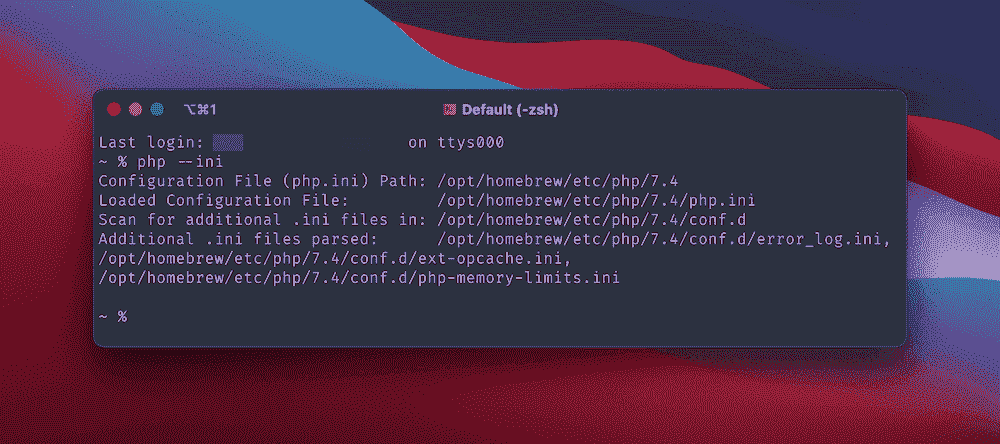 ⌥⌘1 Default (-zsh)
Last login: on ttys000
~ % php --ini
Configuration File (php.ini) Path: /opt/homebrew/etc/php/7.4
Loaded Configuration File: /opt/homebrew/etc/php/7.4/php.ini
Scan for additional .ini files in: /opt/homebrew/etc/php/7.4/conf.d
Additional .ini files parsed: /opt/homebrew/etc/php/7.4/conf.d/error_log.ini,
/opt/homebrew/etc/php/7.4/conf.d/ext-opcache.ini,
/opt/homebrew/etc/php/7.4/conf.d/php-memory-limits.ini
~ %